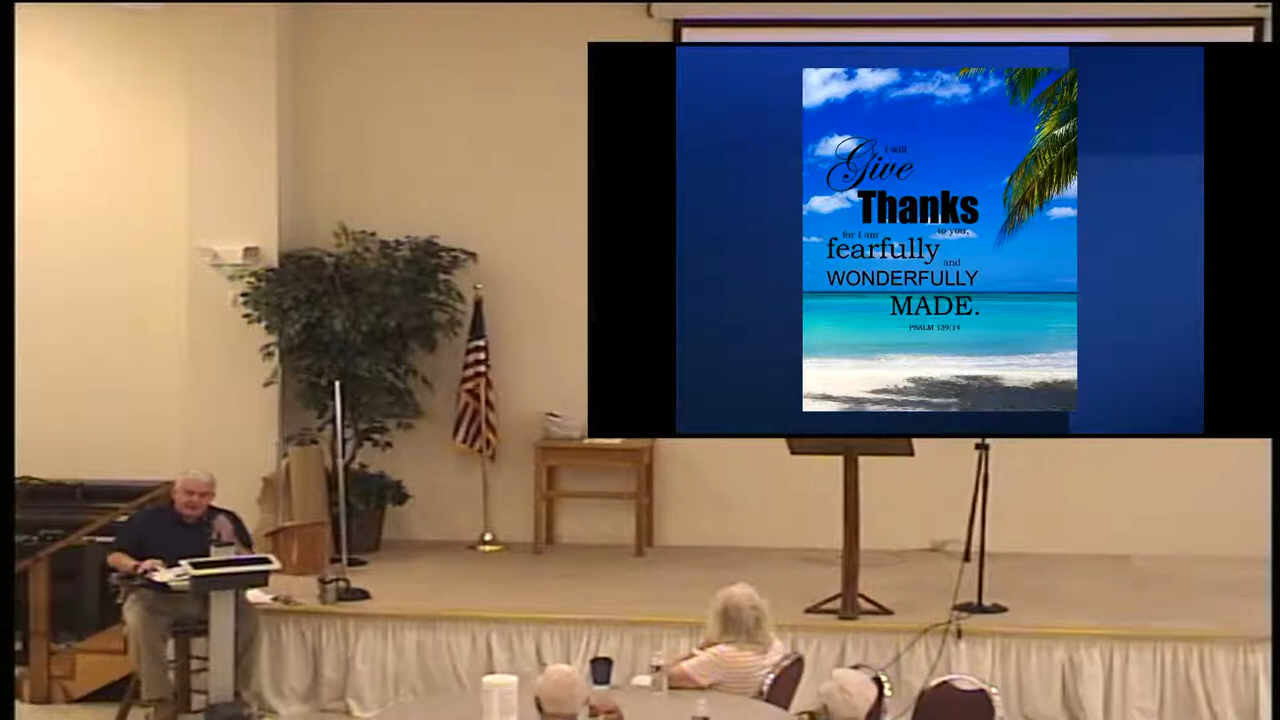 I will
Give
Thanks
to you,
for I am
fearfully
and
WONDERFULLY
MADE.
—PSALM 139:14